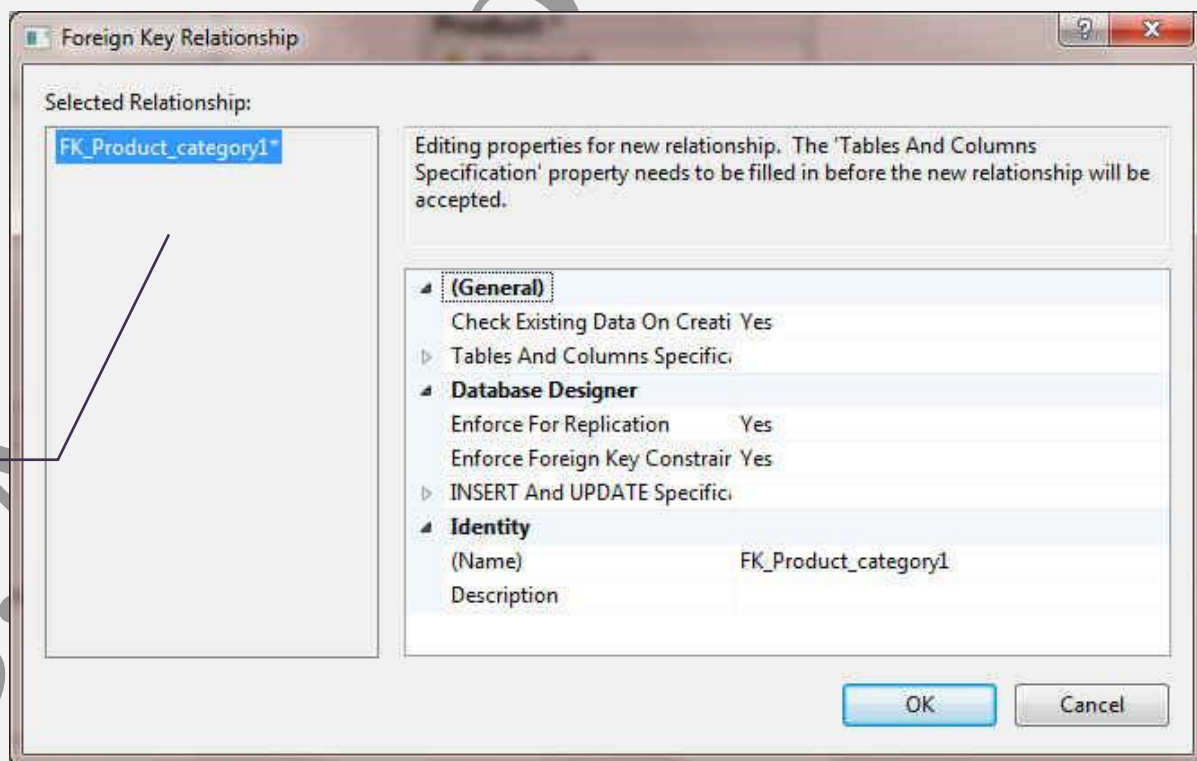 Foreign Key Relationship
Selected Relationship:
FK_Product_category1*
Editing properties for new relationship. The 'Tables And Columns
Specification' property needs to be filled in before the new relationship will be
accepted.
(General)
Check Existing Data On Creati Yes
Tables And Columns Specific
Database Designer
Enforce For Replication Yes
Enforce Foreign Key Constrair Yes
INSERT And UPDATE Specific
Identity
(Name) FK_Product_category1
Description
OK Cancel